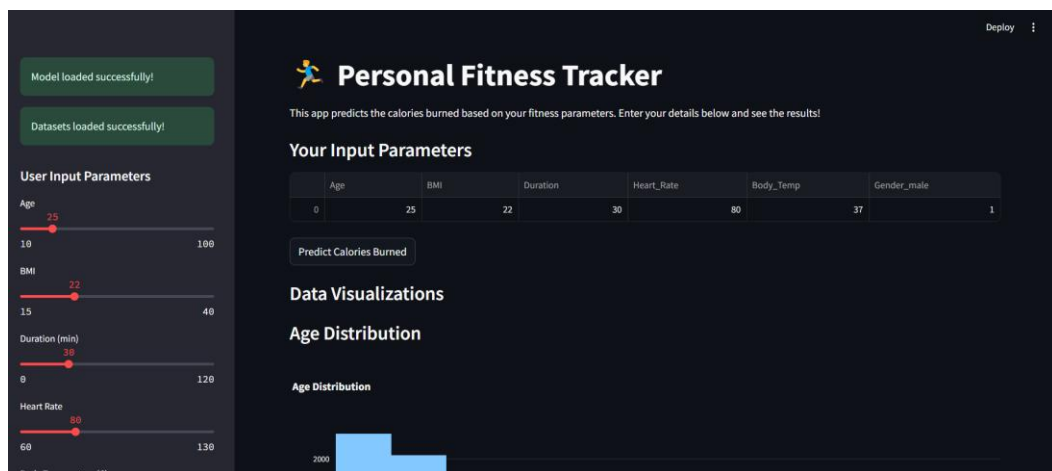 Deploy
Model loaded successfully!
Datasets loaded successfully!
User Input Parameters
Age
25
10 100
BMI
22
15 40
Duration (min)
30
0 120
Heart Rate
80
60 130
Personal Fitness Tracker
This app predicts the calories burned based on your fitness parameters. Enter your details below and see the results!
Your Input Parameters
Age BMI Duration Heart_Rate Body_Temp Gender_male
0 25 22 30 80 37 1
Predict Calories Burned
Data Visualizations
Age Distribution
Age Distribution
2000